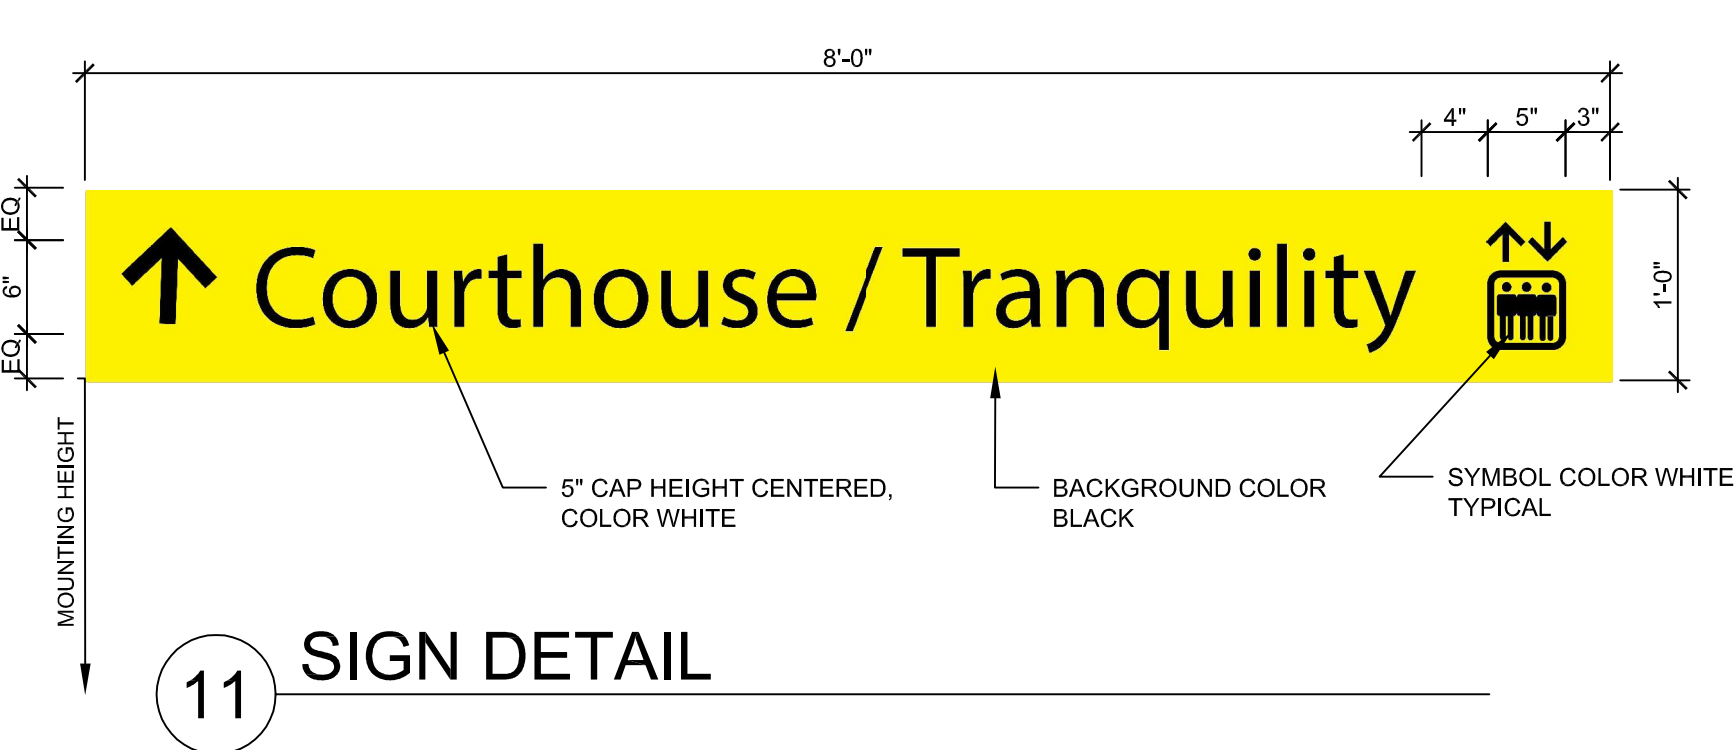 8'-0"
4" 5" 3"
EQ
6"
EQ
Courthouse / Tranquility
1'-0"
MOUNTING HEIGHT
5" CAP HEIGHT CENTERED,
COLOR WHITE
BACKGROUND COLOR
BLACK
SYMBOL COLOR WHITE
TYPICAL
11 SIGN DETAIL